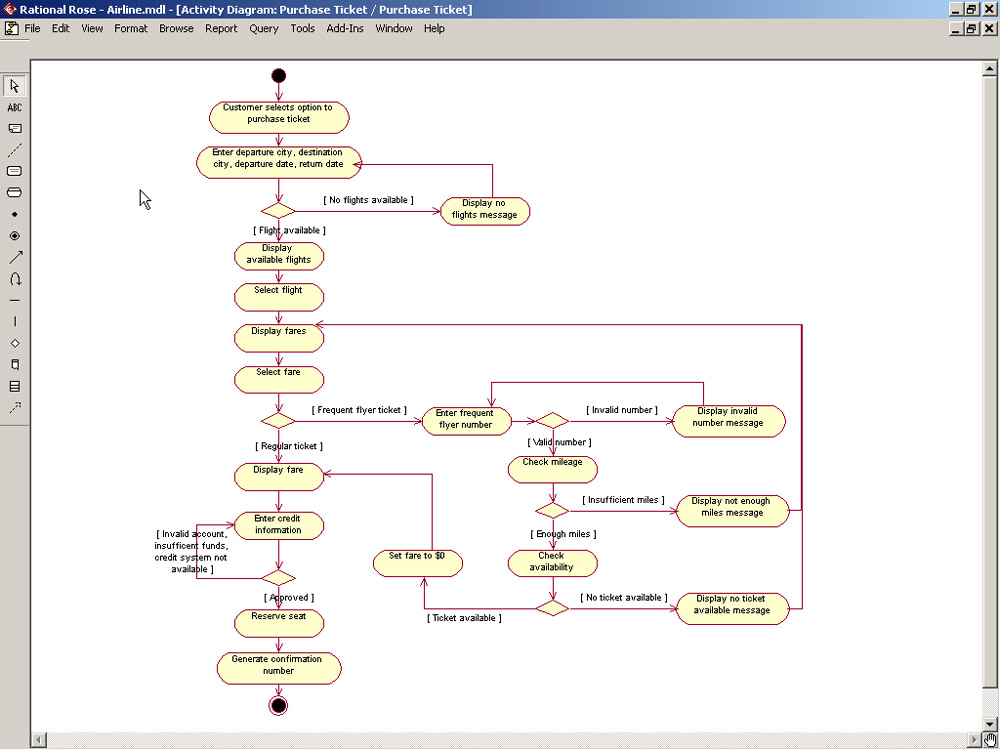 Rational Rose - Airline.mdl - [Activity Diagram: Purchase Ticket / Purchase Ticket]
File Edit View Format Browse Report Query Tools Add-Ins Window Help
ABC
Customer selects option to
purchase ticket
Enter departure city, destination
city, departure date, return date
[ No flights available ]
Display no
flights message
[ Flight available ]
Display
available flights
Select flight
Display fares
Select fare
[ Frequent flyer ticket ]
Enter frequent
flyer number
[ Invalid number ]
Display invalid
number message
[ Regular ticket ]
[ Valid number ]
Display fare
Check mileage
[ Insufficient miles ]
Display not enough
miles message
Enter credit
information
[ Invalid account,
insufficent funds,
credit system not
available ]
[ Enough miles ]
Set fare to $0
Check
availability
[ Approved ]
[ No ticket available ]
Display no ticket
available message
[ Ticket available ]
Reserve seat
Generate confirmation
number